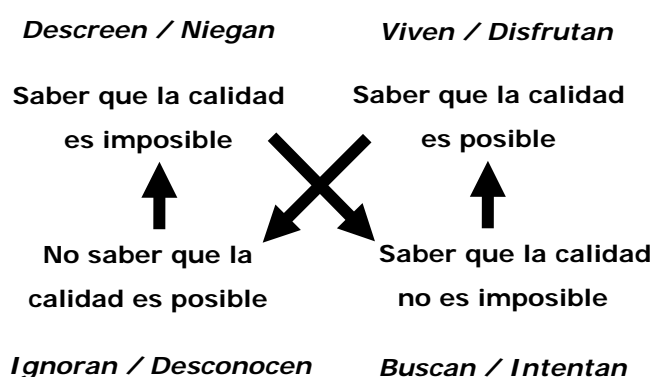 Descreen / Niegan
Viven / Disfrutan
Saber que la calidad
es imposible
Saber que la calidad
es posible
No saber que la
calidad es posible
Saber que la calidad
no es imposible
Ignoran / Desconocen
Buscan / Intentan